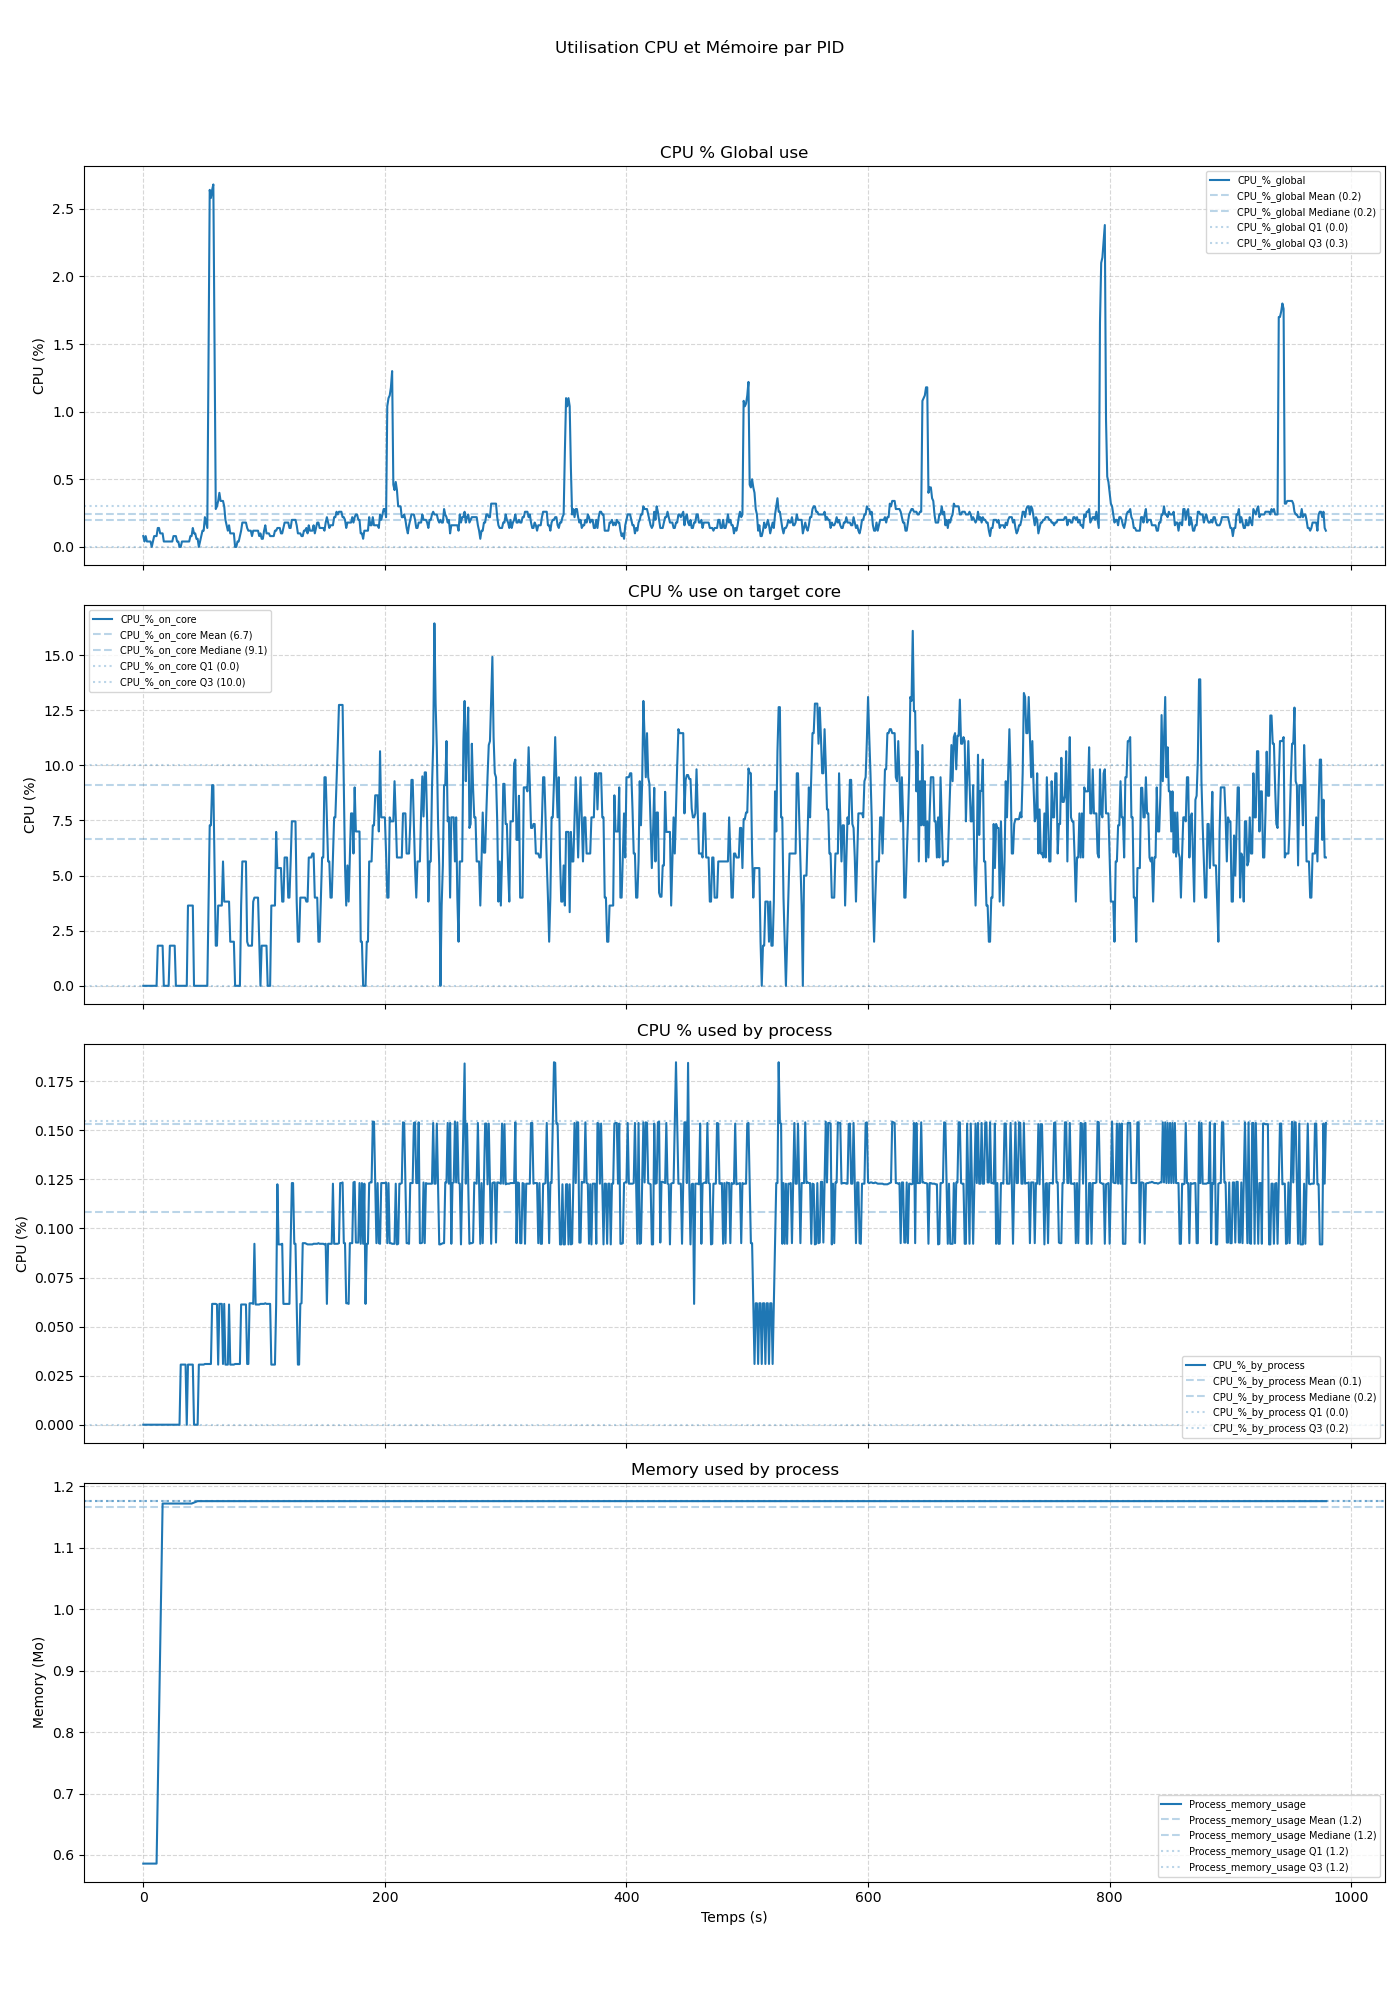 Utilisation CPU et Mémoire par PID
CPU % Global use
CPU (%)
2.5
2.0
1.5
1.0
0.5
0.0
CPU_%_global
CPU_%_global Mean (0.2)
CPU_%_global Mediane (0.2)
CPU_%_global Q1 (0.0)
CPU_%_global Q3 (0.3)
CPU % use on target core
CPU (%)
15.0
12.5
10.0
7.5
5.0
2.5
0.0
CPU_%_on_core
CPU_%_on_core Mean (6.7)
CPU_%_on_core Mediane (9.1)
CPU_%_on_core Q1 (0.0)
CPU_%_on_core Q3 (10.0)
CPU % used by process
CPU (%)
0.175
0.150
0.125
0.100
0.075
0.050
0.025
0.000
CPU_%_by_process
CPU_%_by_process Mean (0.1)
CPU_%_by_process Mediane (0.2)
CPU_%_by_process Q1 (0.0)
CPU_%_by_process Q3 (0.2)
Memory used by process
Memory (Mo)
1.2
1.1
1.0
0.9
0.8
0.7
0.6
Process_memory_usage
Process_memory_usage Mean (1.2)
Process_memory_usage Mediane (1.2)
Process_memory_usage Q1 (1.2)
Process_memory_usage Q3 (1.2)
0 200 400 600 800 1000
Temps (s)